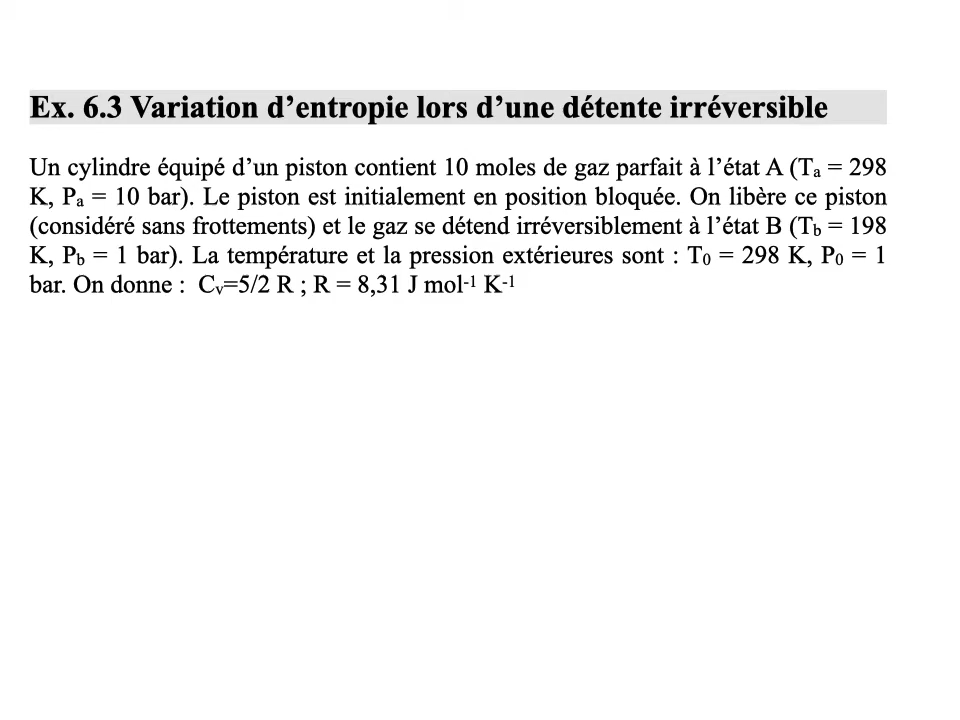 Ex. 6.3 Variation d’entropie lors d’une détente irréversible
Un cylindre équipé d’un piston contient 10 moles de gaz parfait à l’état A (Ta = 298
K, Pa = 10 bar). Le piston est initialement en position bloquée. On libère ce piston
(considéré sans frottements) et le gaz se détend irréversiblement à l’état B (Tb = 198
K, Pb = 1 bar). La température et la pression extérieures sont : T0 = 298 K, P0 = 1
bar. On donne :  Cv=5/2 R ; R = 8,31 J mol-1 K-1